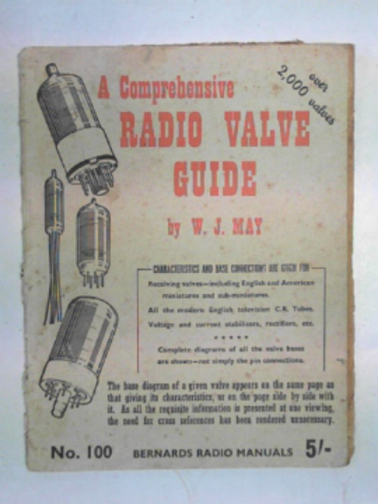 A Comprehensive
over
2,000 valves
RADIO VALVE
GUIDE
by W. J. MAY
CHARACTERISTICS AND BASE CONNECTIONS ARE GIVEN FOR
Receiving valves—including English and American
miniatures and sub-miniatures.
All the modern English television C.R. Tubes.
Voltage and current stabilizers, rectifiers, etc.
* * * * *
Complete diagrams of all the valve bases
are shown—not simply the pin connections.
The base diagram of a given valve appears on the same page as
that giving its characteristics, or on the page side by side with
it. As all the requisite information is presented at one viewing,
the need for cross references has been rendered unnecessary.
No. 100 BERNARDS RADIO MANUALS 5/-